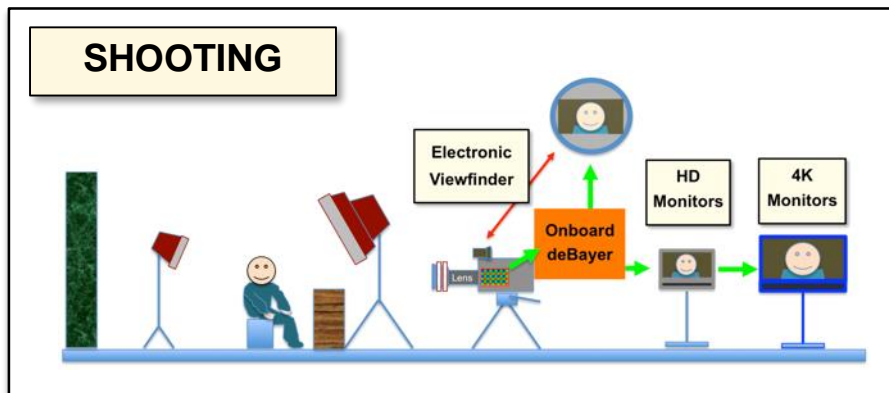 SHOOTING
Electronic
Viewfinder
HD
Monitors
4K
Monitors
Onboard
deBayer
Lens